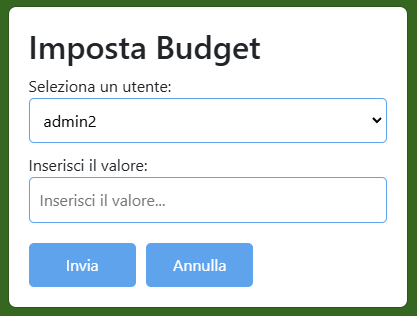 Imposta Budget
Seleziona un utente:
admin2
Inserisci il valore:
Inserisci il valore...
Invia Annulla